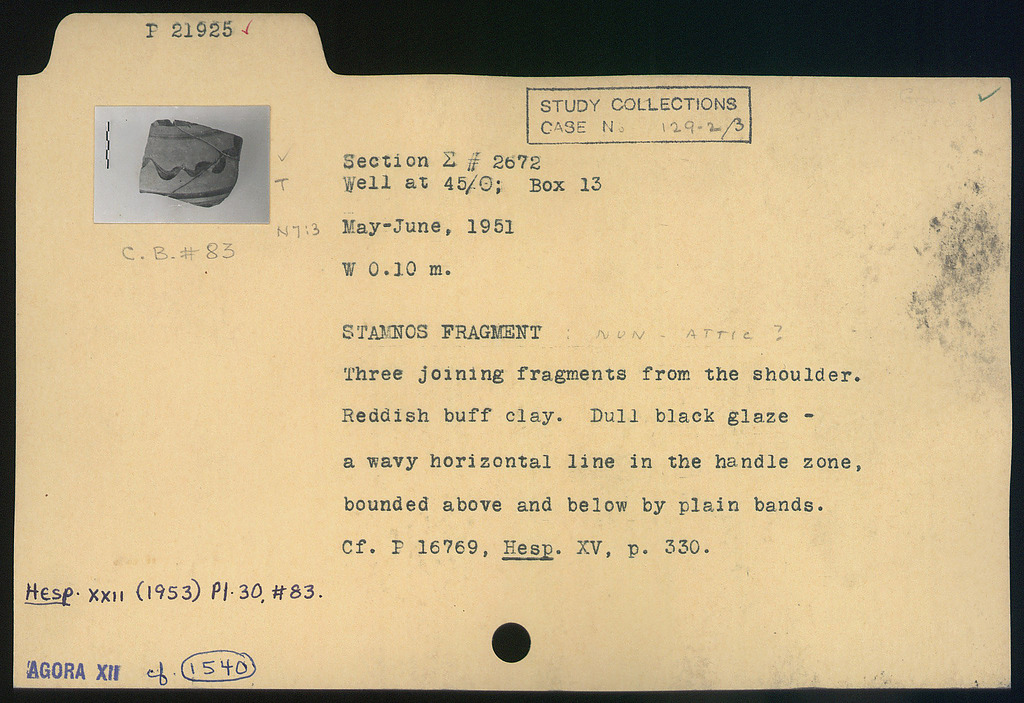 P 21925 ✓
STUDY COLLECTIONS
CASE No 129-2/3
Section Σ # 2672
Well at 45/Θ; Box 13
T
N7:3
May-June, 1951
C.B.# 83
W 0.10 m.
STAMNOS FRAGMENT : NON-ATTIC ?
Three joining fragments from the shoulder.
Reddish buff clay. Dull black glaze -
a wavy horizontal line in the handle zone,
bounded above and below by plain bands.
Cf. P 16769, Hesp. XV, p. 330.
Hesp. XXII (1953) Pl. 30, #83.
AGORA XII cf. 1540